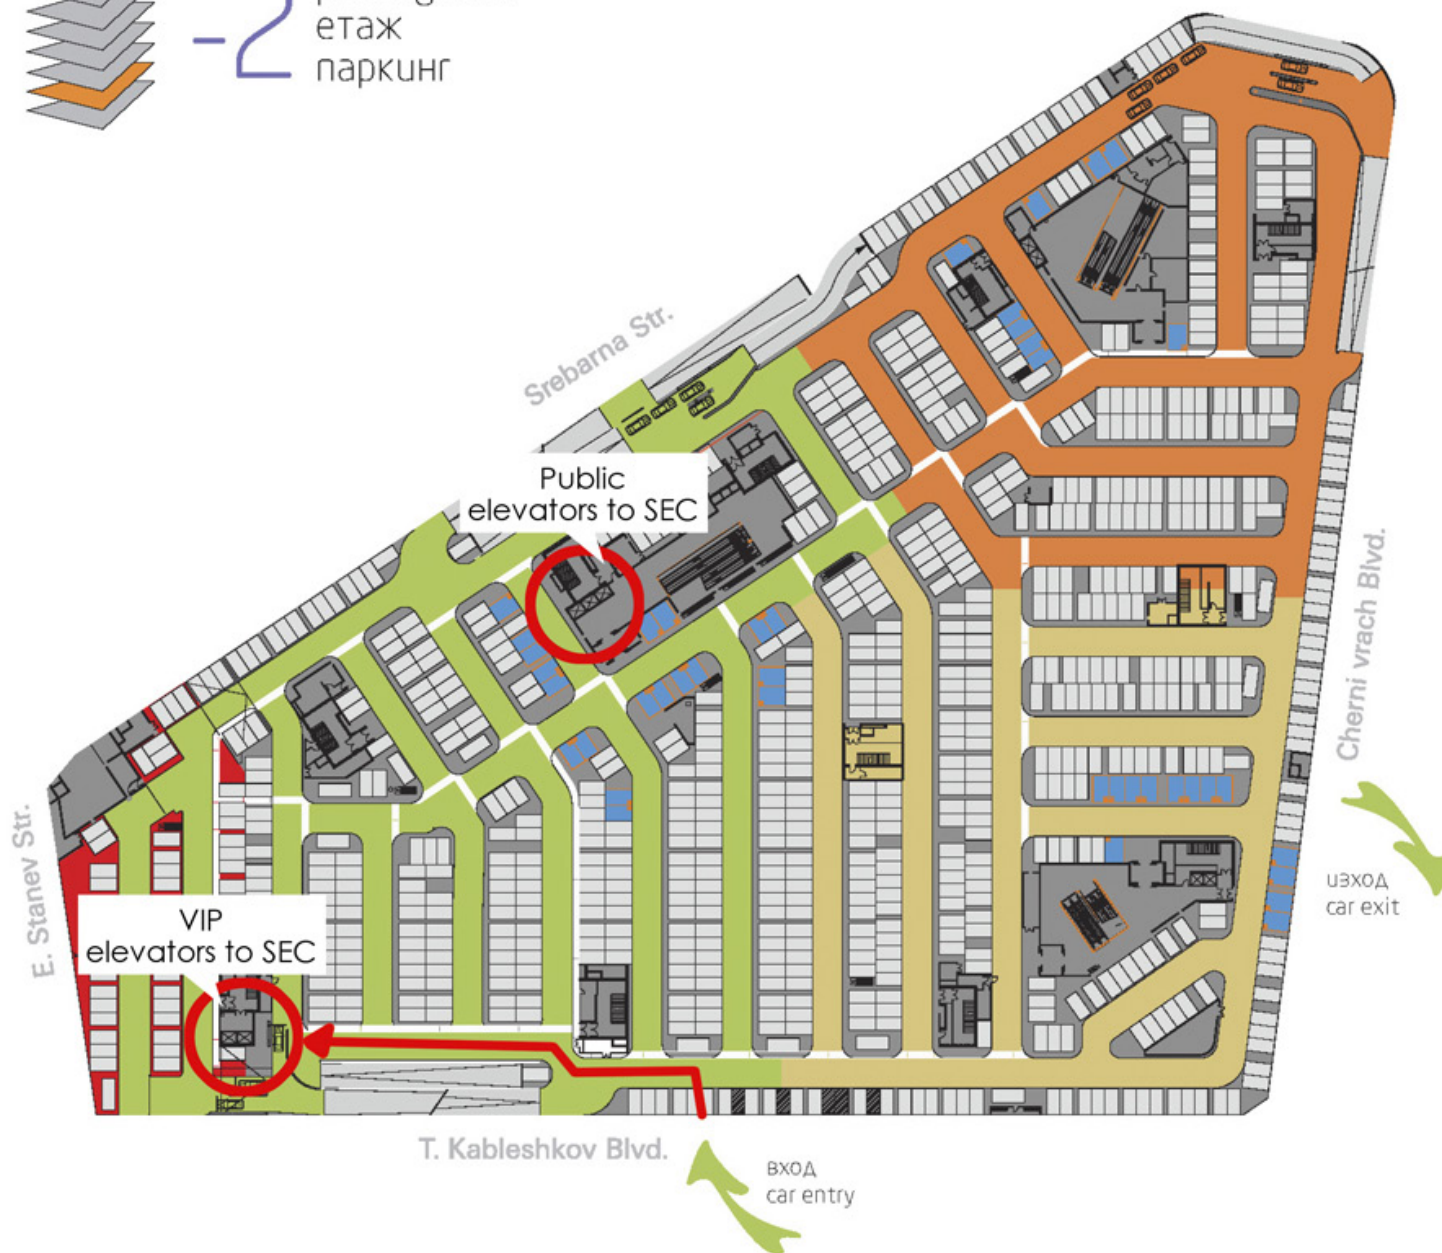 -2
етаж
паркинг
Srebarna Str.
Public
elevators to SEC
Cherni vrach Blvd.
изход
car exit
E. Stanev Str.
VIP
elevators to SEC
T. Kableshkov Blvd.
вход
car entry